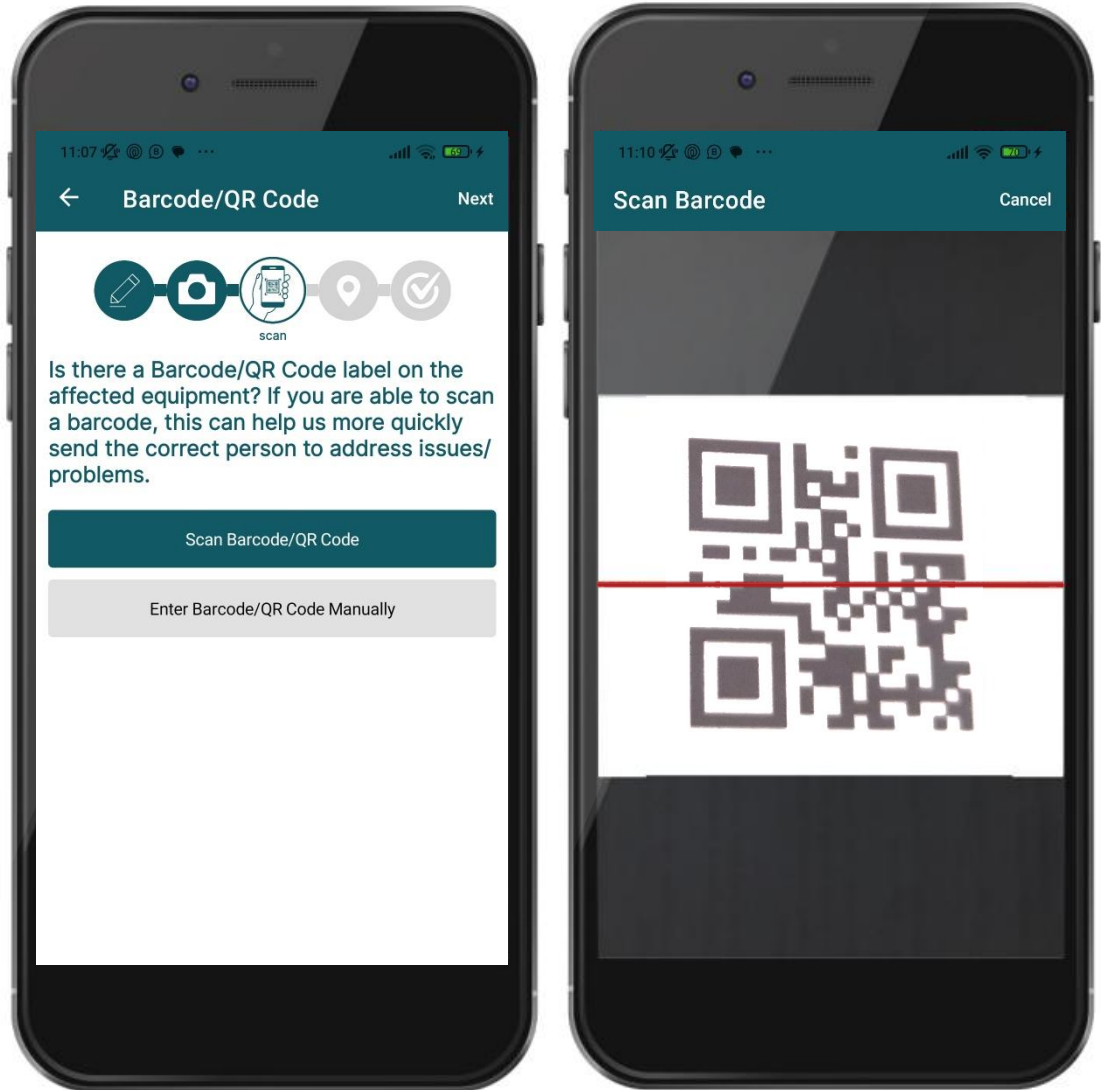 11:07
69
Barcode/QR Code
Next
scan
Is there a Barcode/QR Code label on the
affected equipment? If you are able to scan
a barcode, this can help us more quickly
send the correct person to address issues/
problems.
Scan Barcode/QR Code
Enter Barcode/QR Code Manually
11:10
70
Scan Barcode
Cancel